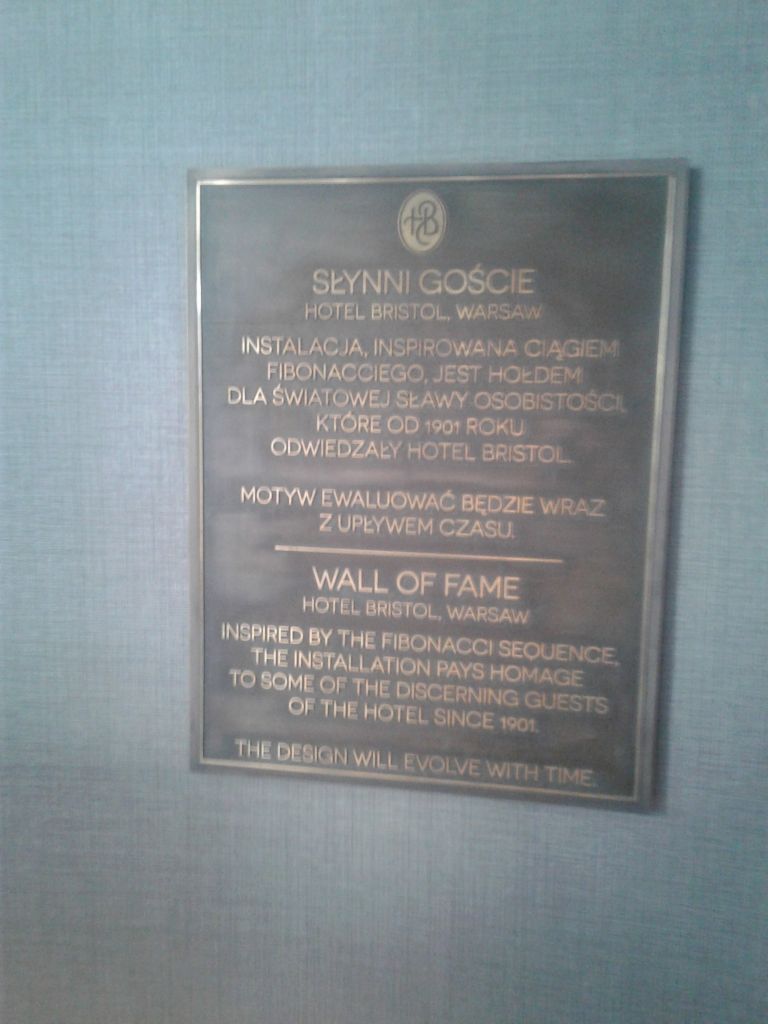 HB
SŁYNNI GOŚCIE
HOTEL BRISTOL, WARSAW
INSTALACJA, INSPIROWANA CIĄGIEM
FIBONACCIEGO, JEST HOŁDEM
DLA ŚWIATOWEJ SŁAWY OSOBISTOŚCI,
KTÓRE OD 1901 ROKU
ODWIEDZAŁY HOTEL BRISTOL.
MOTYW EWALUOWAĆ BĘDZIE WRAZ
Z UPŁYWEM CZASU.
WALL OF FAME
HOTEL BRISTOL, WARSAW
INSPIRED BY THE FIBONACCI SEQUENCE,
THE INSTALLATION PAYS HOMAGE
TO SOME OF THE DISCERNING GUESTS
OF THE HOTEL SINCE 1901.
THE DESIGN WILL EVOLVE WITH TIME.